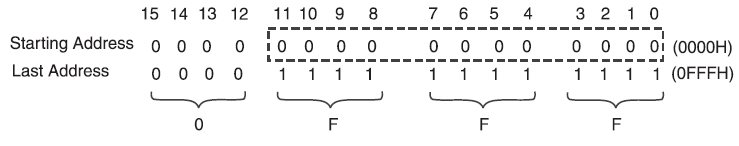 15 14 13 12 11 10 9 8 7 6 5 4 3 2 1 0
Starting Address 0 0 0 0 0 0 0 0 0 0 0 0 0 0 0 0 (0000H)
Last Address 0 0 0 0 1 1 1 1 1 1 1 1 1 1 1 1 (0FFFH)
0 F F F